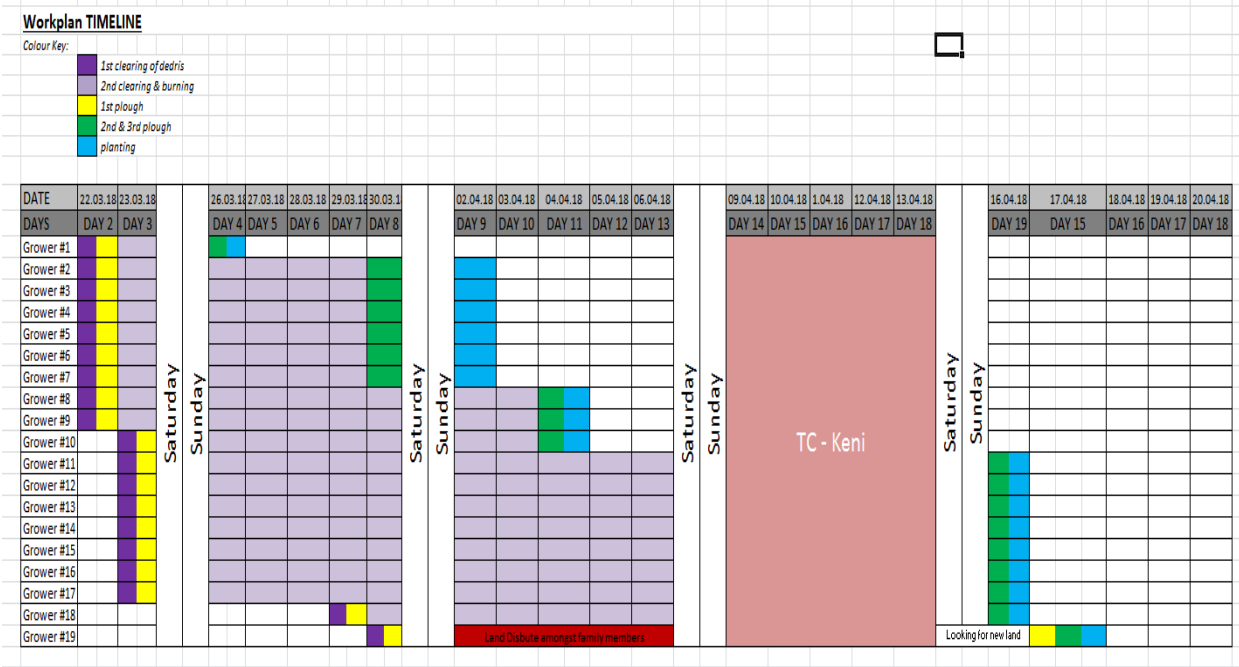 Workplan TIMELINE
Colour Key:
1st clearing of dedris
2nd clearing & burning
1st plough
2nd & 3rd plough
planting
DATE 22.03.18 23.03.18 26.03.18 27.03.18 28.03.18 29.03.18 30.03.1 02.04.18 03.04.18 04.04.18 05.04.18 06.04.18 09.04.18 10.04.18 1.04.18 12.04.18 13.04.18 16.04.18 17.04.18 18.04.18 19.04.18 20.04.18
DAYS DAY 2 DAY 3 DAY 4 DAY 5 DAY 6 DAY 7 DAY 8 DAY 9 DAY 10 DAY 11 DAY 12 DAY 13 DAY 14 DAY 15 DAY 16 DAY 17 DAY 18 DAY 19 DAY 15 DAY 16 DAY 17 DAY 18
Grower #1
Grower #2
Grower #3
Grower #4
Grower #5
Grower #6
Grower #7
Grower #8
Grower #9
Grower #10
Grower #11
Grower #12
Grower #13
Grower #14
Grower #15
Grower #16
Grower #17
Grower #18
Grower #19
Saturday
Sunday
Saturday
Sunday
Land Disbute amongst family members
Saturday
Sunday
TC - Keni
Saturday
Sunday
Looking for new land